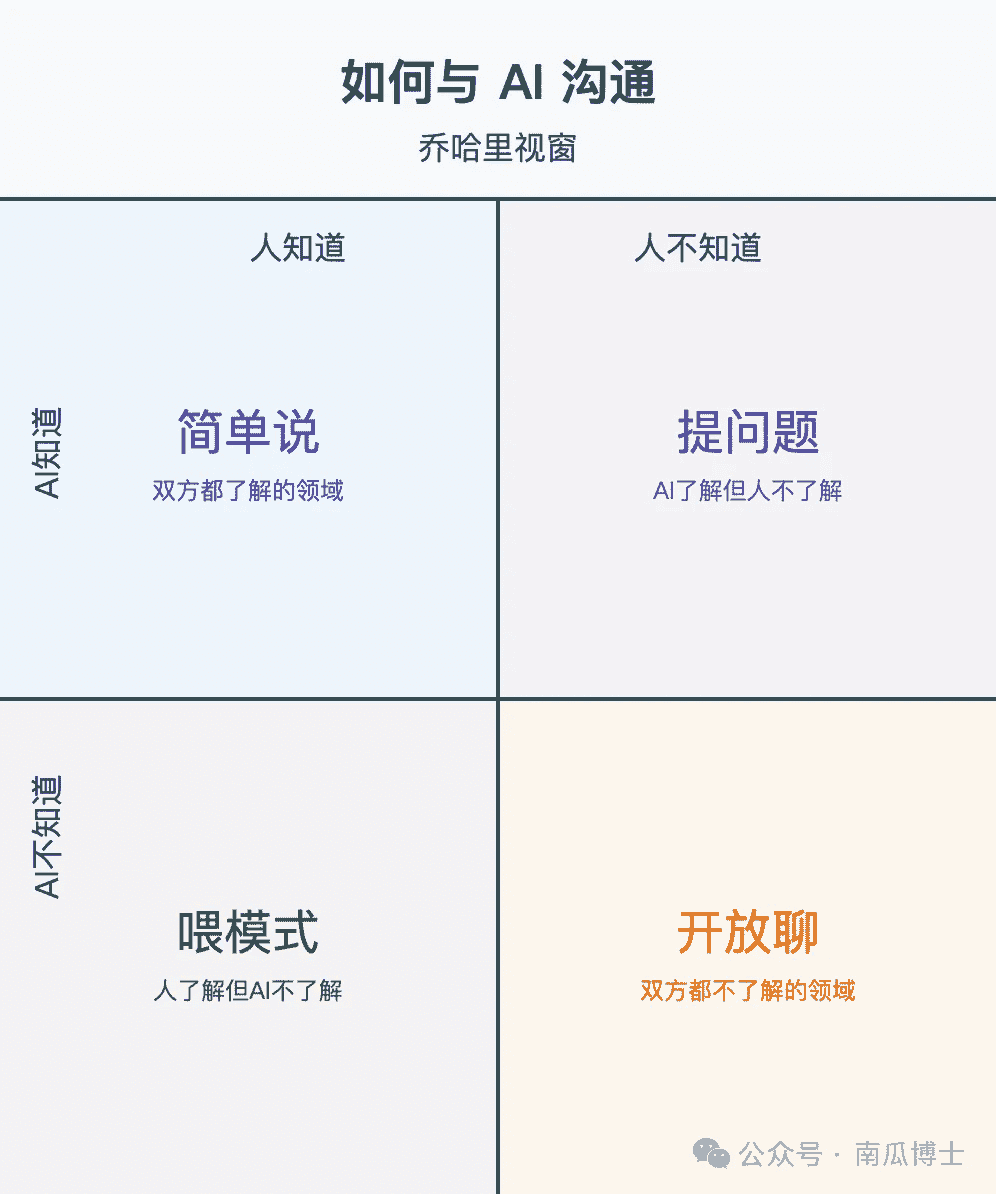 如何与 AI 沟通
乔哈里视窗
人知道
人不知道
AI知道
简单说
双方都了解的领域
提问题
AI了解但人不了解
AI不知道
喂模式
人了解但AI不了解
开放聊
双方都不了解的领域
公众号 · 南瓜博士